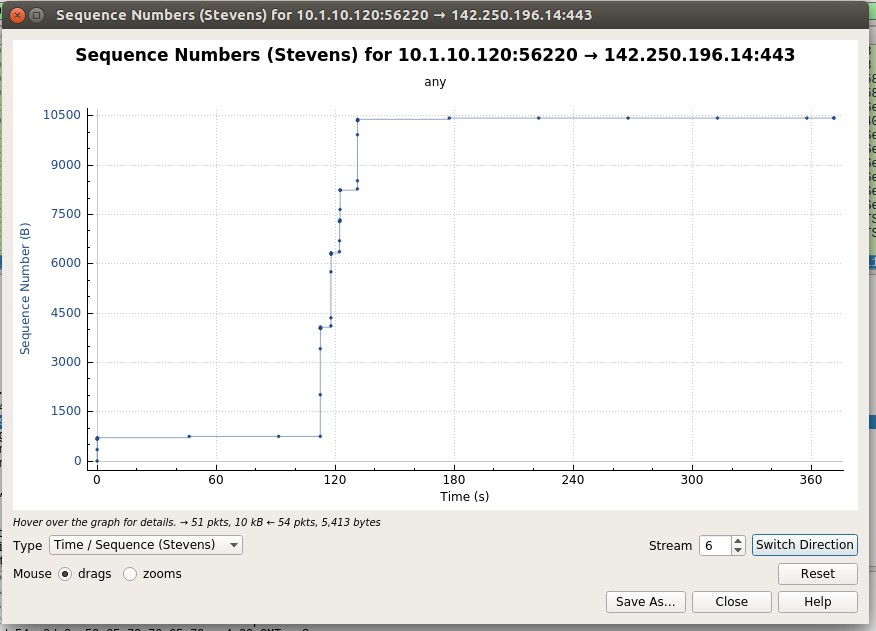 Sequence Numbers (Stevens) for 10.1.10.120:56220 → 142.250.196.14:443
Sequence Numbers (Stevens) for 10.1.10.120:56220 → 142.250.196.14:443
any
10500
9000
7500
6000
4500
3000
1500
0
Sequence Number (B)
0 60 120 180 240 300 360
Time (s)
Hover over the graph for details. → 51 pkts, 10 kB ← 54 pkts, 5,413 bytes
Type Time / Sequence (Stevens) Stream 6 Switch Direction
Mouse drags zooms Reset
Save As... Close Help